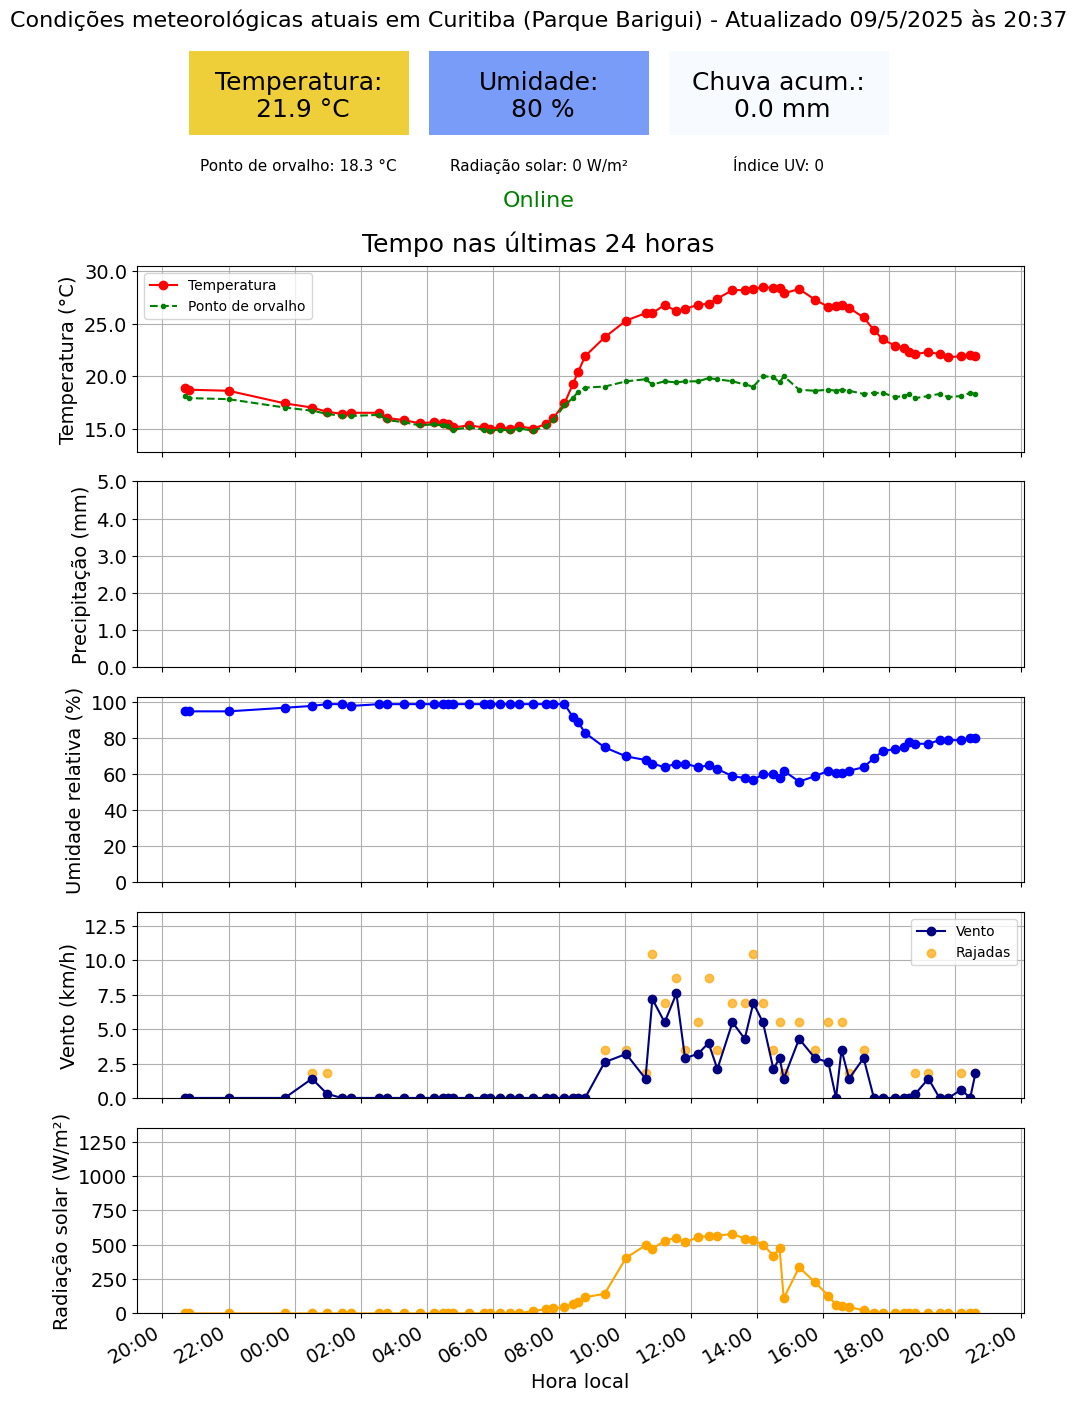 Condições meteorológicas atuais em Curitiba (Parque Barigui) - Atualizado 09/5/2025 às 20:37
Temperatura:
21.9 °C
Umidade:
80 %
Chuva acum.:
0.0 mm
Ponto de orvalho: 18.3 °C
Radiação solar: 0 W/m²
Índice UV: 0
Online
Tempo nas últimas 24 horas
Temperatura (°C)
30.0
25.0
20.0
15.0
Temperatura
Ponto de orvalho
Precipitação (mm)
5.0
4.0
3.0
2.0
1.0
0.0
Umidade relativa (%)
100
80
60
40
20
0
Vento (km/h)
12.5
10.0
7.5
5.0
2.5
0.0
Vento
Rajadas
Radiação solar (W/m²)
1250
1000
750
500
250
0
20:00
22:00
00:00
02:00
04:00
06:00
08:00
10:00
12:00
14:00
16:00
18:00
20:00
22:00
Hora local